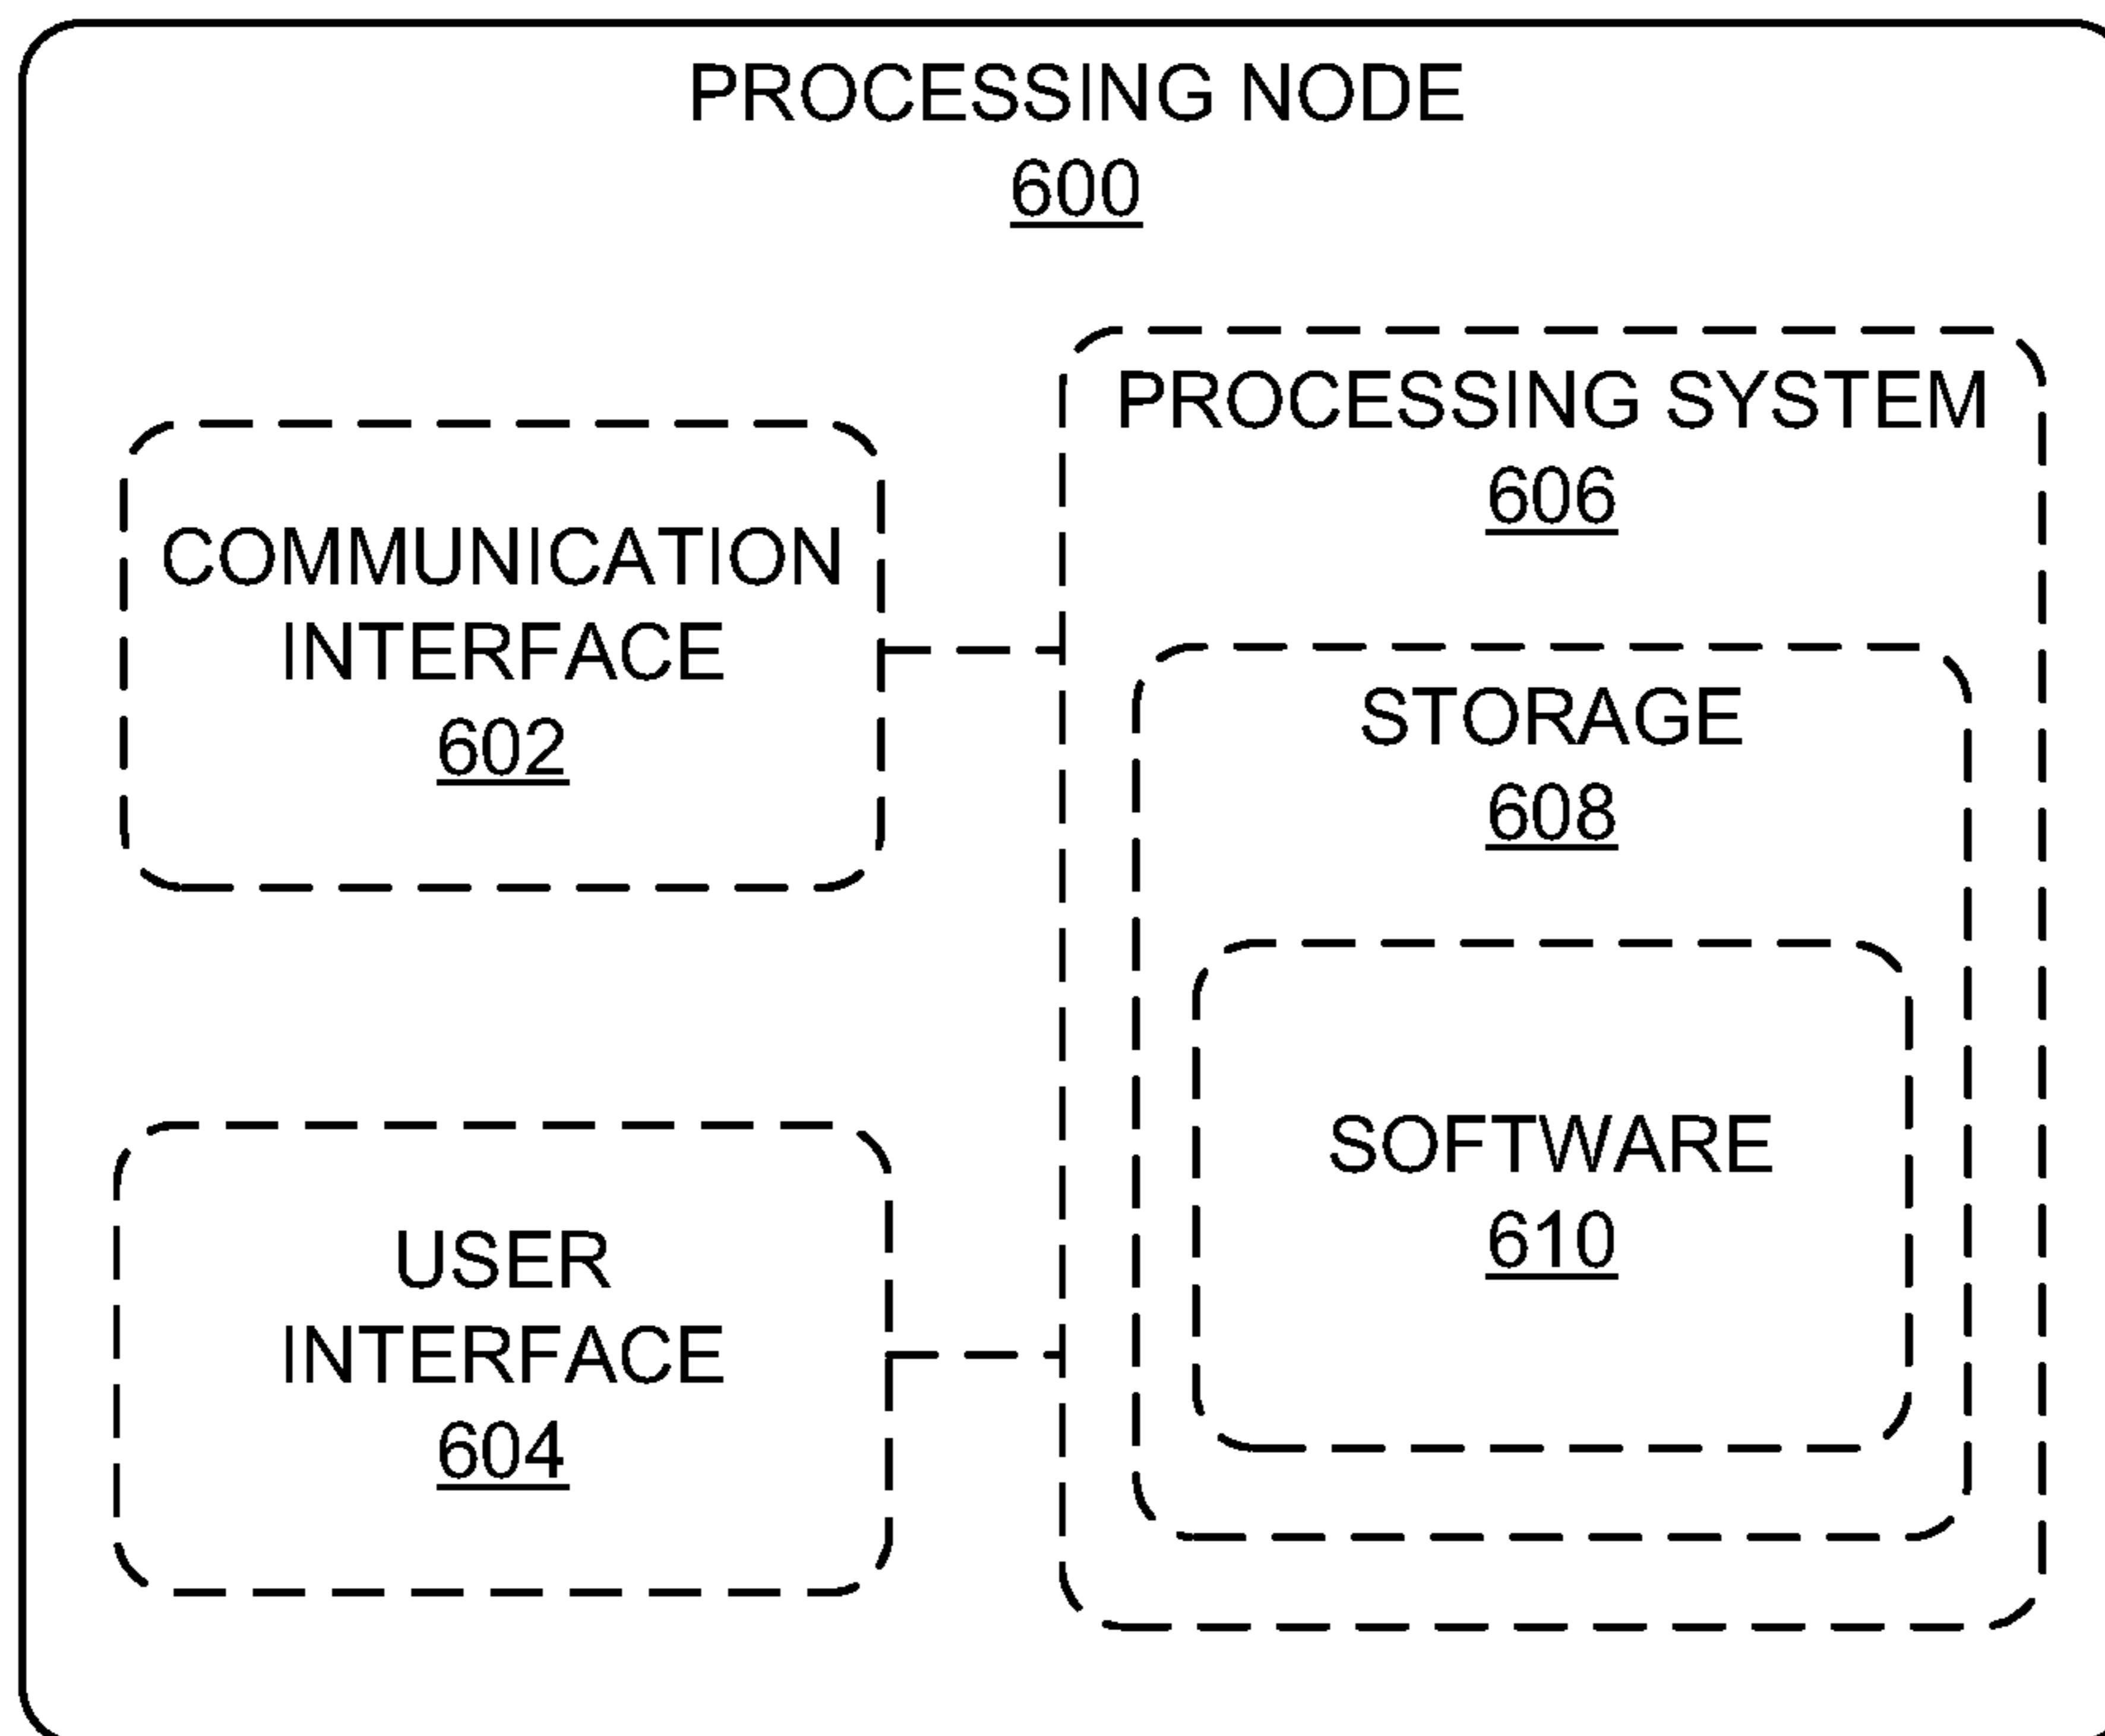 PROCESSING NODE
600
COMMUNICATION
INTERFACE
602
USER
INTERFACE
604
PROCESSING SYSTEM
606
STORAGE
608
SOFTWARE
610